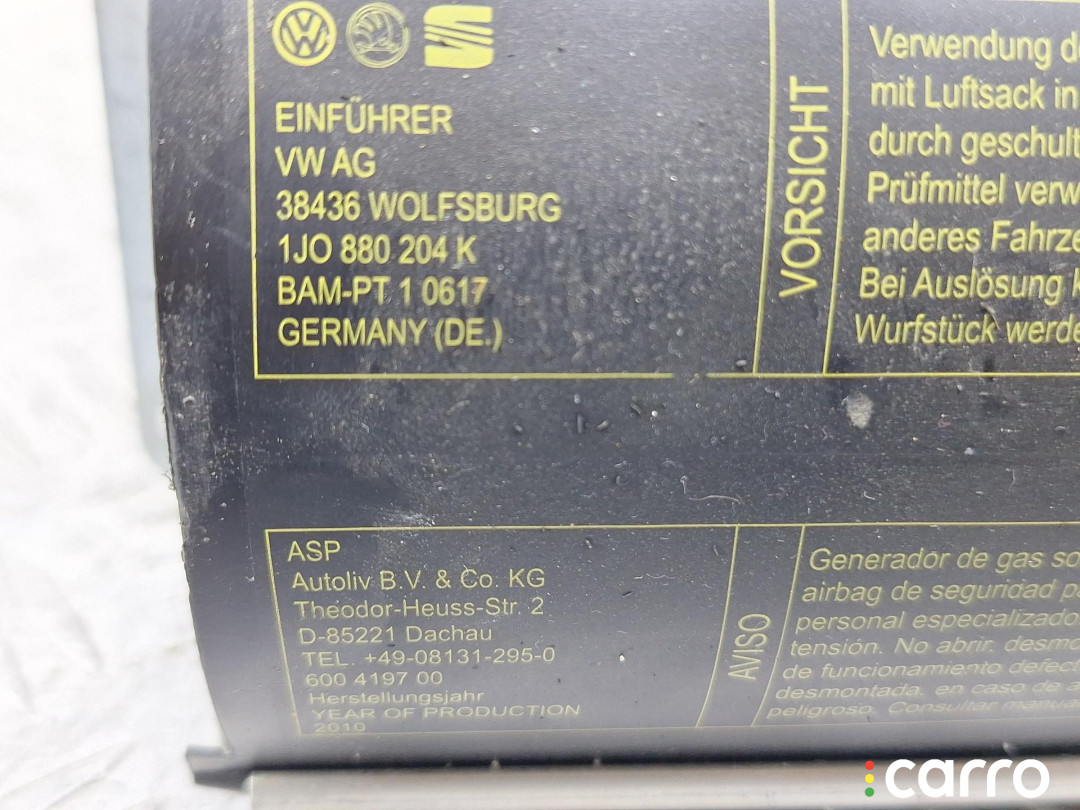 EINFÜHRER
VW AG
38436 WOLFSBURG
1JO 880 204 K
BAM-PT 1 0617
GERMANY (DE.)
VORSICHT
Verwendung d
mit Luftsack in
durch geschult
Prüfmittel verw
anderes Fahrze
Bei Auslösung k
Wurfstück werde
ASP
Autoliv B.V. & Co. KG
Theodor-Heuss-Str. 2
D-85221 Dachau
TEL. +49-08131-295-0
600 4197 00
Herstellungsjahr
YEAR OF PRODUCTION
2010
AVISO
Generador de gas so
airbag de seguridad pa
personal especializado
tensión. No abrir, desmo
de funcionamiento defect
desmontada, en caso de a
peligroso. Consultar manua
carro